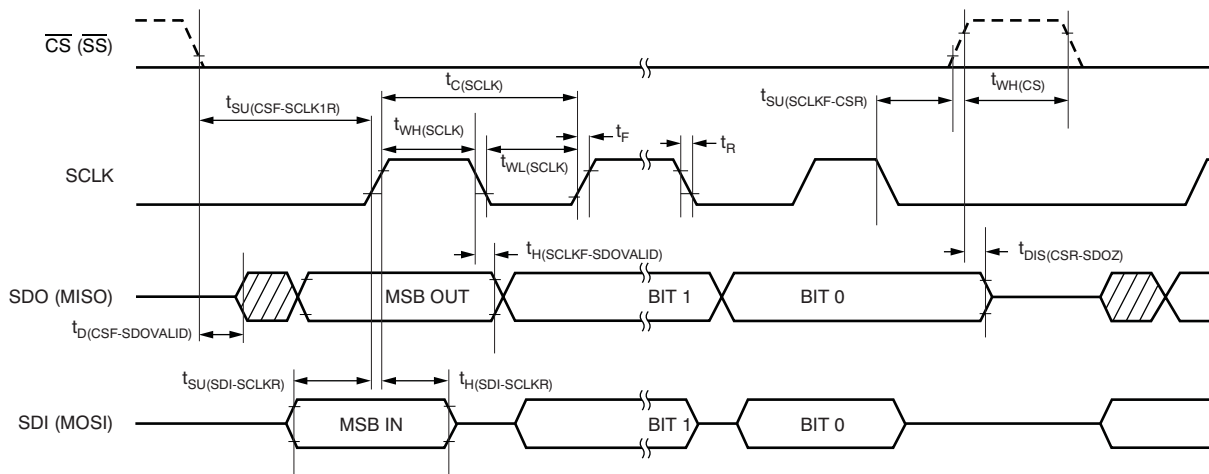 CS (SS)
tC(SCLK)
tWH(CS)
tSU(CSF-SCLK1R)
tSU(SCLKF-CSR)
tWH(SCLK)
tF
tR
tWL(SCLK)
SCLK
tH(SCLKF-SDOVALID)
tDIS(CSR-SDOZ)
SDO (MISO)
MSB OUT
BIT 1
BIT 0
tD(CSF-SDOVALID)
tSU(SDI-SCLKR)
tH(SDI-SCLKR)
SDI (MOSI)
MSB IN
BIT 1
BIT 0